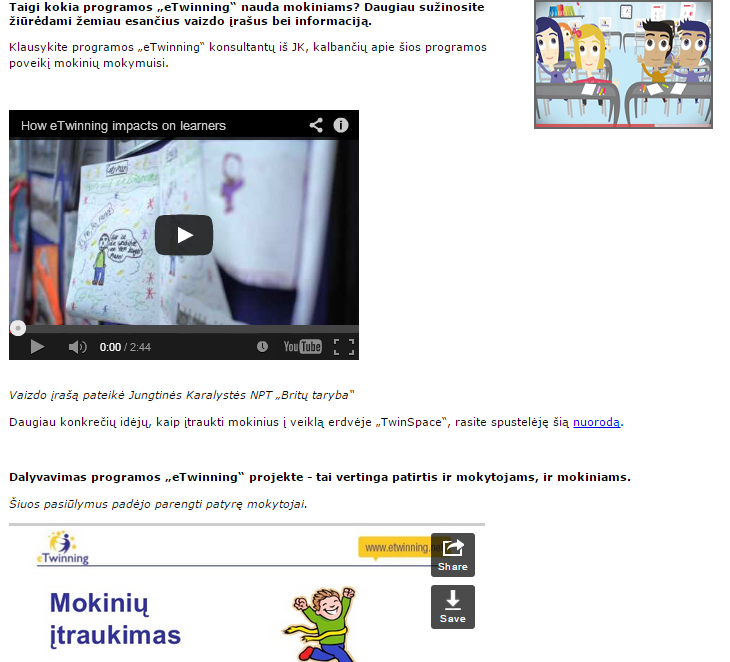 Taigi kokia programos „eTwinning“ nauda mokiniams? Daugiau sužinosite
žiūrėdami žemiau esančius vaizdo įrašus bei informaciją.
Klausykite programos „eTwinning“ konsultantų iš JK, kalbančių apie šios programos
poveikį mokinių mokymuisi.
How eTwinning impacts on learners
0:00 / 2:44
YouTube
Vaizdo įrašą pateikė Jungtinės Karalystės NPT „Britų taryba"
Daugiau konkrečių idėjų, kaip įtraukti mokinius į veiklą erdvėje „TwinSpace“, rasite spustelėję šią nuorodą.
Dalyvavimas programos „eTwinning“ projekte - tai vertinga patirtis ir mokytojams, ir mokiniams.
Šiuos pasiūlymus padėjo parengti patyrę mokytojai.
eTwinning
www.etwinning.
Share
Save
Mokinių
įtraukimas